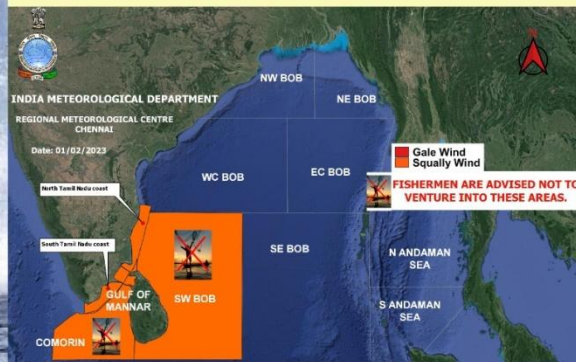 INDIA METEOROLOGICAL DEPARTMENT
REGIONAL METEOROLOGICAL CENTRE
CHENNAI
Date: 01/02/2023
N
NW BOB
NE BOB
Gale Wind
Squally Wind
FISHERMEN ARE ADVISED NOT TO
VENTURE INTO THESE AREAS.
WC BOB
EC BOB
North Tamil Nadu coast
South Tamil Nadu coast
SE BOB
N ANDAMAN
SEA
GULF OF
MANNAR
SW BOB
S ANDAMAN
SEA
COMORIN